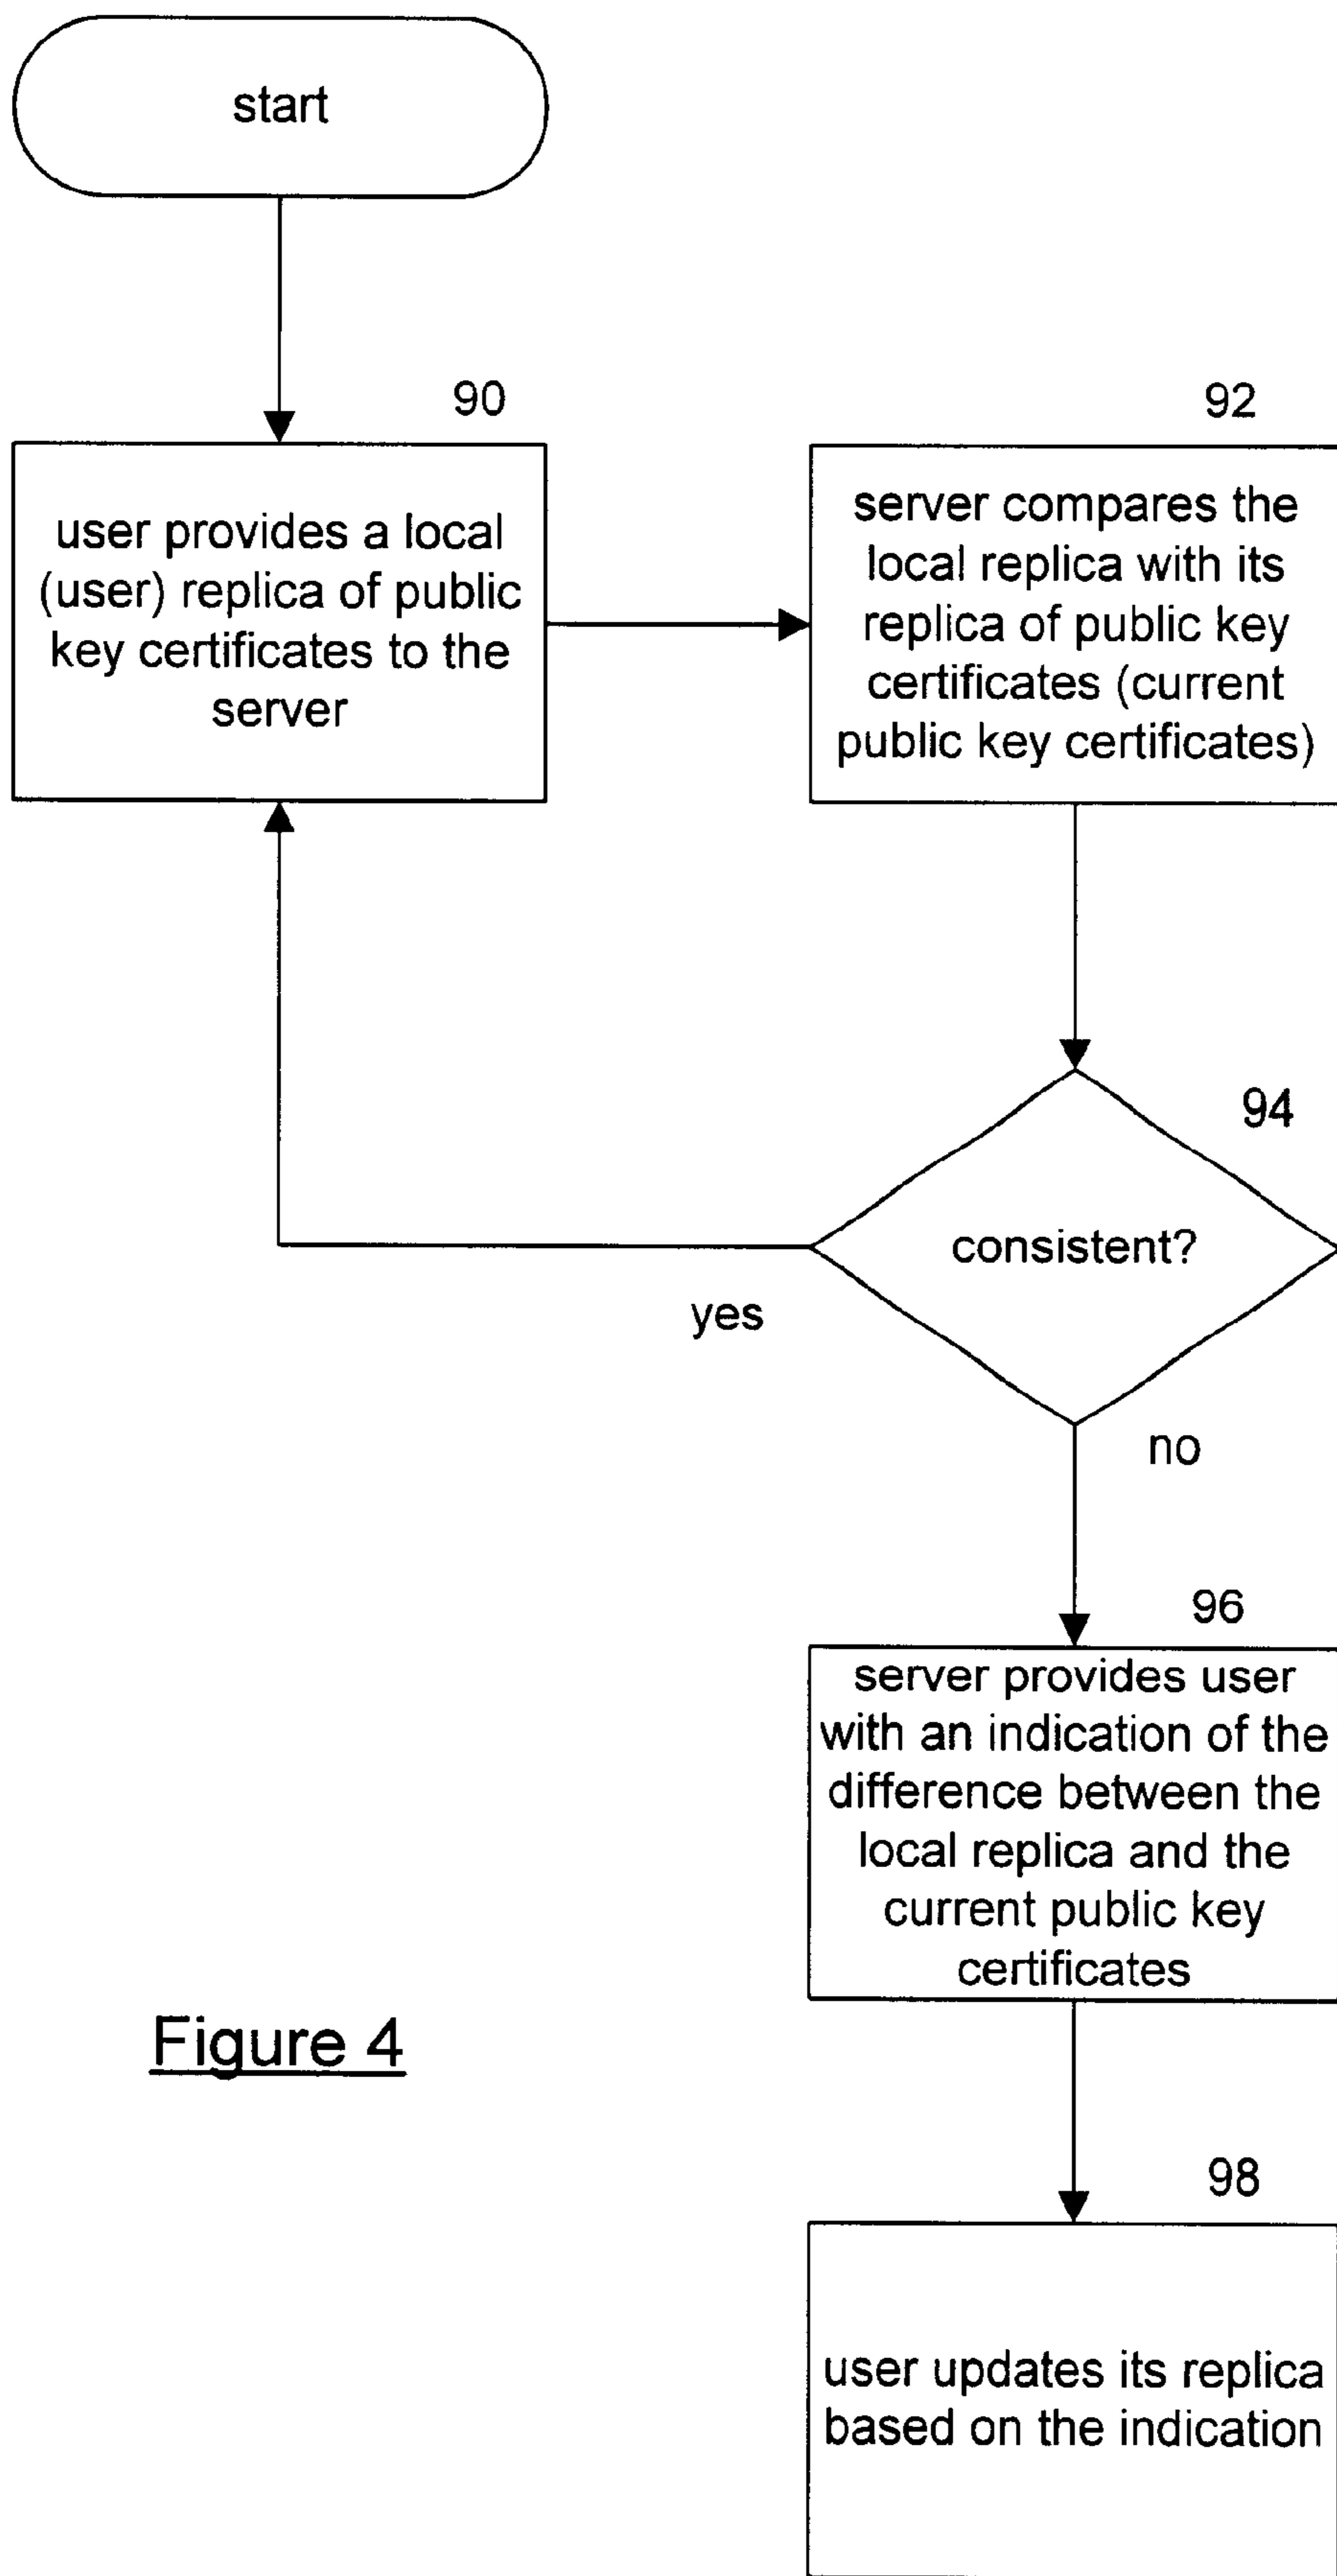 start
90
user provides a local
(user) replica of public
key certificates to the
server
92
server compares the
local replica with its
replica of public key
certificates (current
public key certificates)
94
consistent?
yes
no
96
server provides user
with an indication of the
difference between the
local replica and the
current public key
certificates
Figure 4
98
user updates its replica
based on the indication